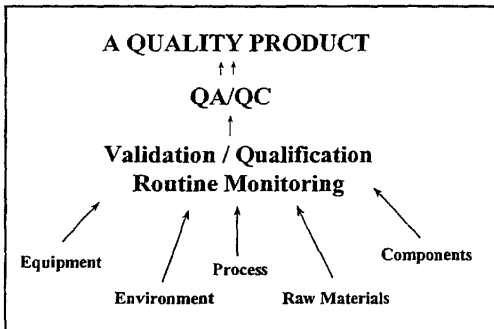 A QUALITY PRODUCT
QA/QC
Validation / Qualification
Routine Monitoring
Equipment
Environment
Process
Raw Materials
Components